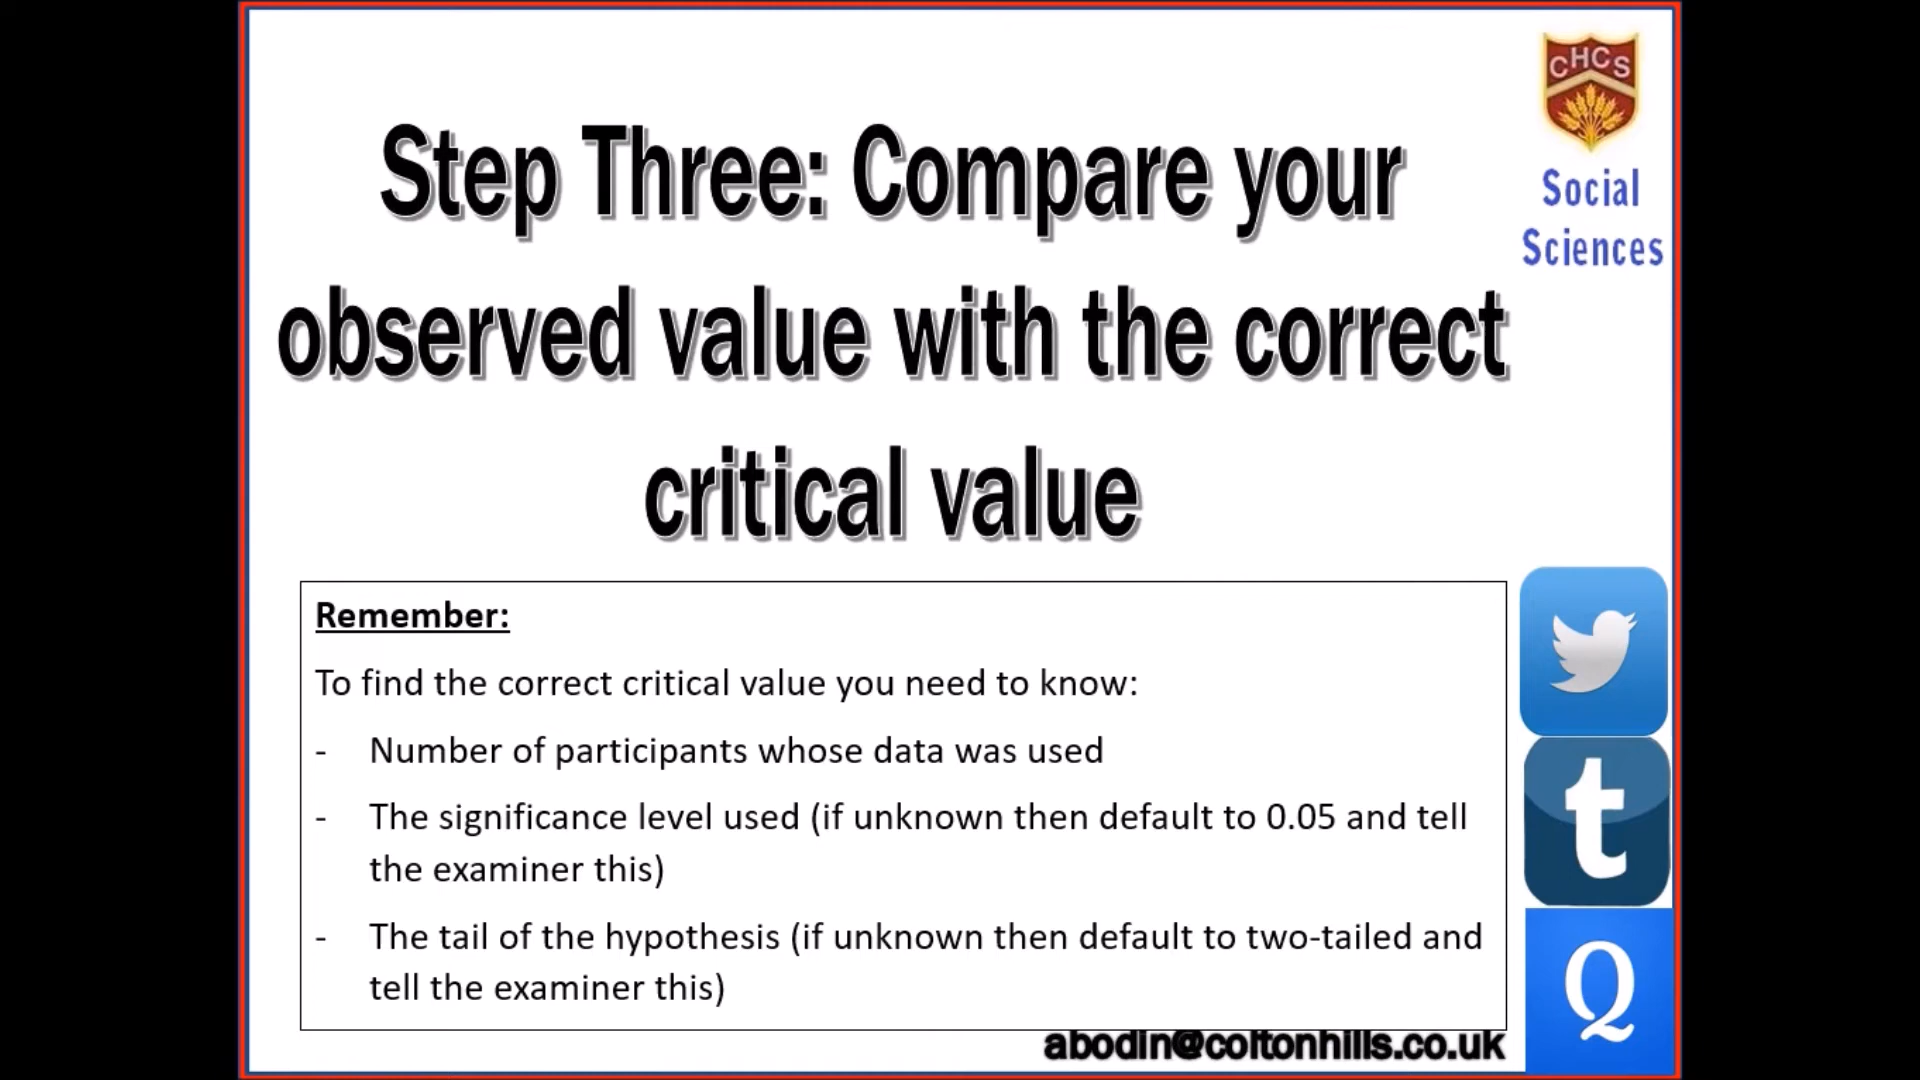 CHCS
Social
Sciences
Step Three: Compare your
observed value with the correct
critical value
Remember:
To find the correct critical value you need to know:
- Number of participants whose data was used
- The significance level used (if unknown then default to 0.05 and tell
the examiner this)
- The tail of the hypothesis (if unknown then default to two-tailed and
tell the examiner this)
t
Q
abodin@coltonhills.co.uk